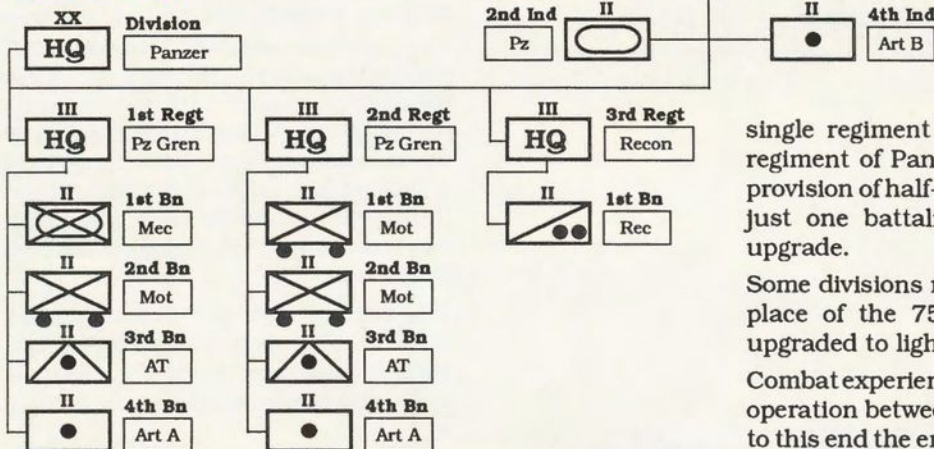 XX
Division
HQ
Panzer
2nd Ind
II
Pz
II
4th Ind
Art B
III
1st Regt
HQ
Pz Gren
III
2nd Regt
HQ
Pz Gren
III
3rd Regt
HQ
Recon
II
1st Bn
Mec
II
1st Bn
Mot
II
1st Bn
Rec
II
2nd Bn
Mot
II
2nd Bn
Mot
II
3rd Bn
AT
II
3rd Bn
AT
II
4th Bn
Art A
II
4th Bn
Art A
single regiment
regiment of Pan
provision of half-
just one battali
upgrade.
Some divisions
place of the 75
upgraded to ligh
Combat experien
operation betwee
to this end the e